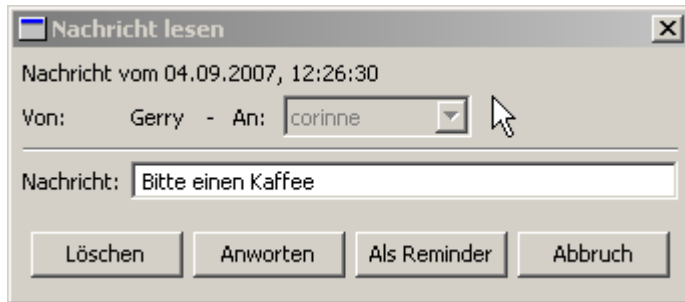 Nachricht lesen
Nachricht vom 04.09.2007, 12:26:30
Von: Gerry - An: corinne
Nachricht: Bitte einen Kaffee
Löschen Anworten Als Reminder Abbruch